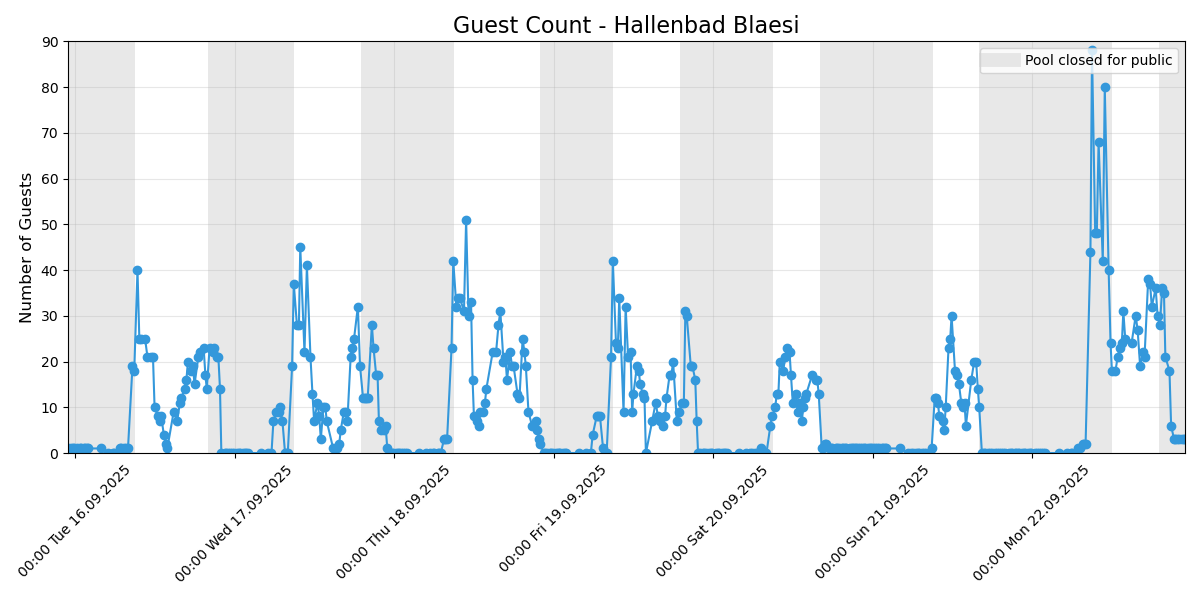 Guest Count - Hallenbad Blaesi
Pool closed for public
Number of Guests
90
80
70
60
50
40
30
20
10
0
00:00 Tue 16.09.2025
00:00 Wed 17.09.2025
00:00 Thu 18.09.2025
00:00 Fri 19.09.2025
00:00 Sat 20.09.2025
00:00 Sun 21.09.2025
00:00 Mon 22.09.2025